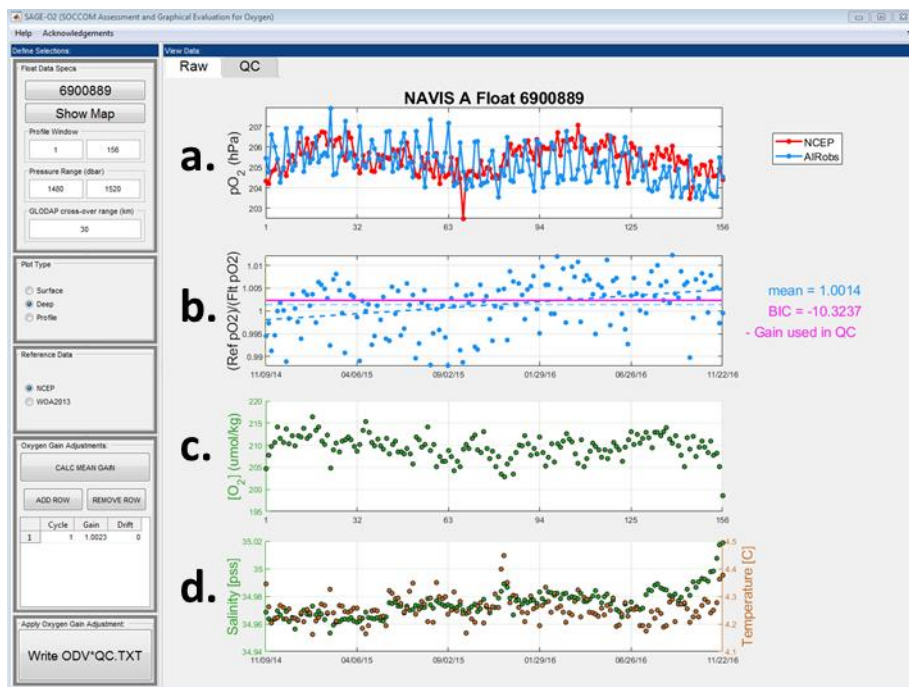 SAGE-O2 (SOCCOM Assessment and Graphical Evaluation for Oxygen)
Help Acknowledgements
Define Selections:
Float Data Specs
6900889
Show Map
Profile Window
1 156
Pressure Range (dbar)
1480 1520
GLODAP cross-over range (km)
30
Plot Type
Surface
Deep
Profile
Reference Data
NCEP
WOA2013
Oxygen Gain Adjustments:
CALC MEAN GAIN
ADD ROW REMOVE ROW
Cycle Gain Drift
1 1 1.0023 0
Apply Oxygen Gain Adjustment:
Write ODV*QC.TXT
View Data:
Raw QC
NAVIS A Float 6900889
a.
pO2 (hPa)
207
206
205
204
203
1 32 63 94 125 156
NCEP
AIRobs
b.
(Ref pO2)/(Flt pO2)
1.01
1.005
1
0.995
0.99
11/09/14 04/06/15 09/02/15 01/29/16 06/26/16 11/22/16
mean = 1.0014
BIC = -10.3237
- Gain used in QC
c.
[O2] (umol/kg)
220
215
210
205
200
195
1 32 63 94 125 156
d.
Salinity [pss]
35.02
35
34.98
34.96
34.94
11/09/14 04/06/15 09/02/15 01/29/16 06/26/16 11/22/16
4.5
4.4
4.3
4.2
4.1
Temperature [C]